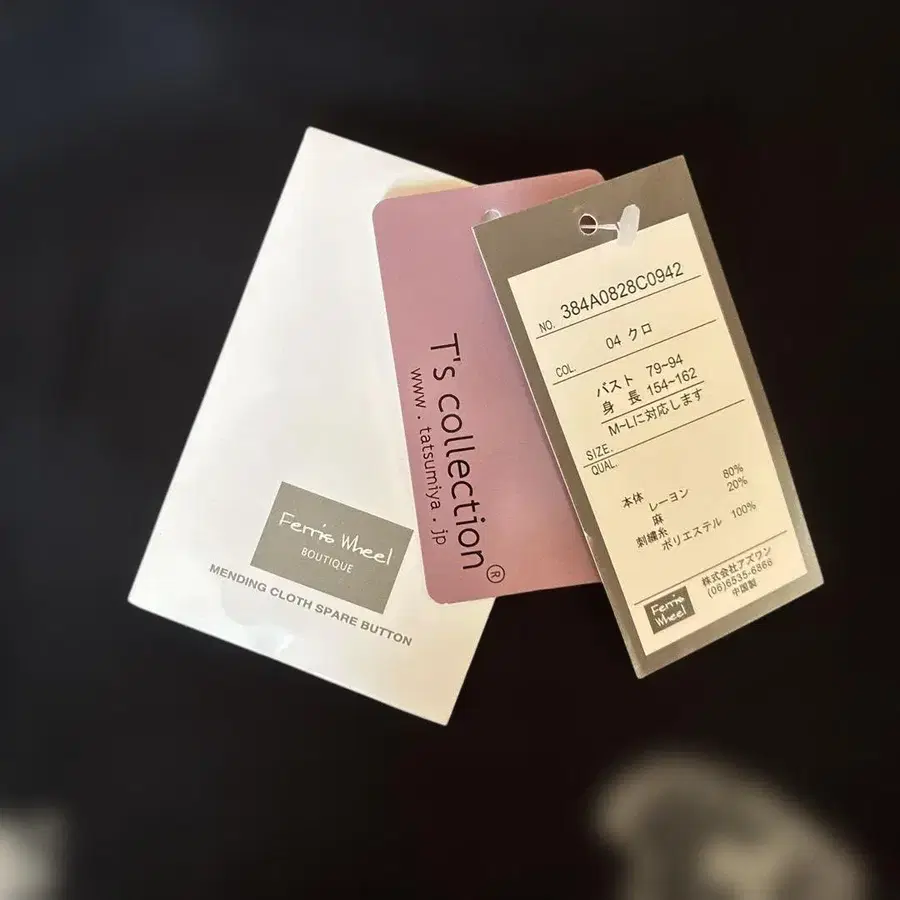 Ferris Wheel
BOUTIQUE
MENDING CLOTH SPARE BUTTON
T's collection®
www.tatsumiya.jp
NO. 384A0828C0942
COL. 04 クロ
バスト 79~94
身 長 154~162
M-Lに対応します
SIZE.
QUAL.
本体
レーヨン 80%
麻 20%
刺繍糸
ポリエステル 100%
Ferris
Wheel
株式会社アズワン
(06)6535-6866
中国製